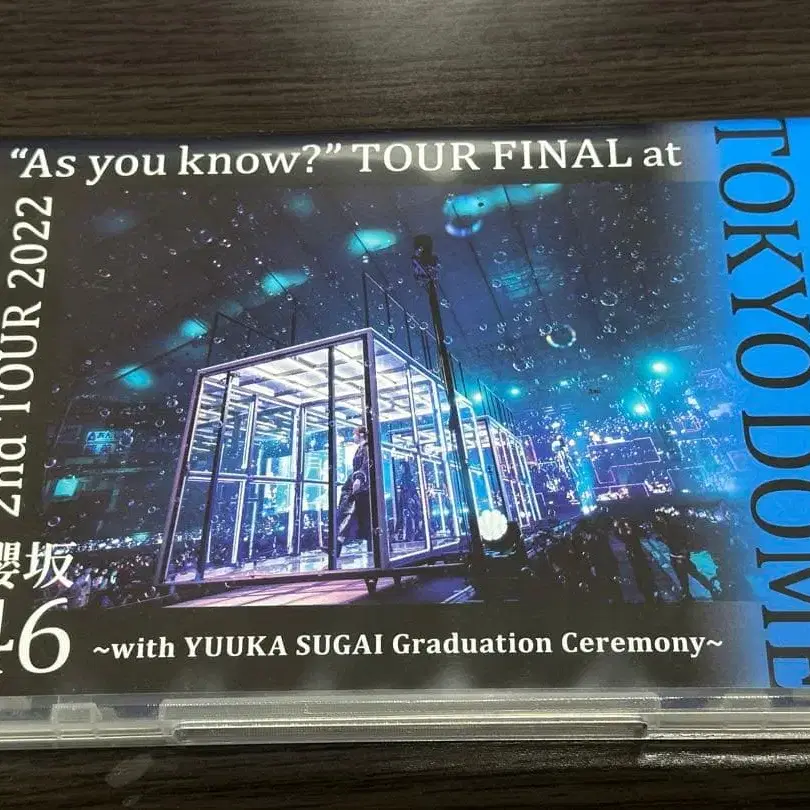 “As you know?” TOUR FINAL at
TOKYO DOME
2nd TOUR 2022
櫻坂
46
~with YUUKA SUGAI Graduation Ceremony~